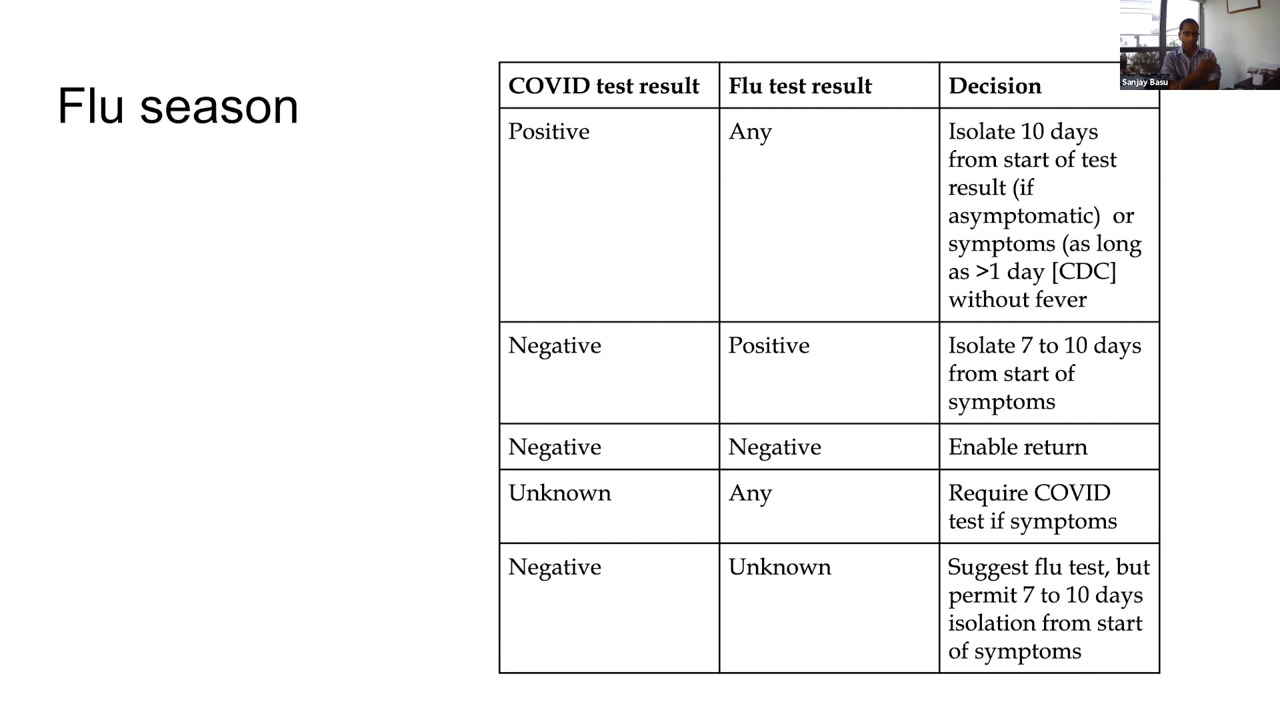 Flu season
COVID test result
Flu test result
Decision
Positive
Any
Isolate 10 days
from start of test
result (if
asymptomatic) or
symptoms (as long
as >1 day [CDC]
without fever
Negative
Positive
Isolate 7 to 10 days
from start of
symptoms
Negative
Negative
Enable return
Unknown
Any
Require COVID
test if symptoms
Negative
Unknown
Suggest flu test, but
permit 7 to 10 days
isolation from start
of symptoms
Sanjay Basu